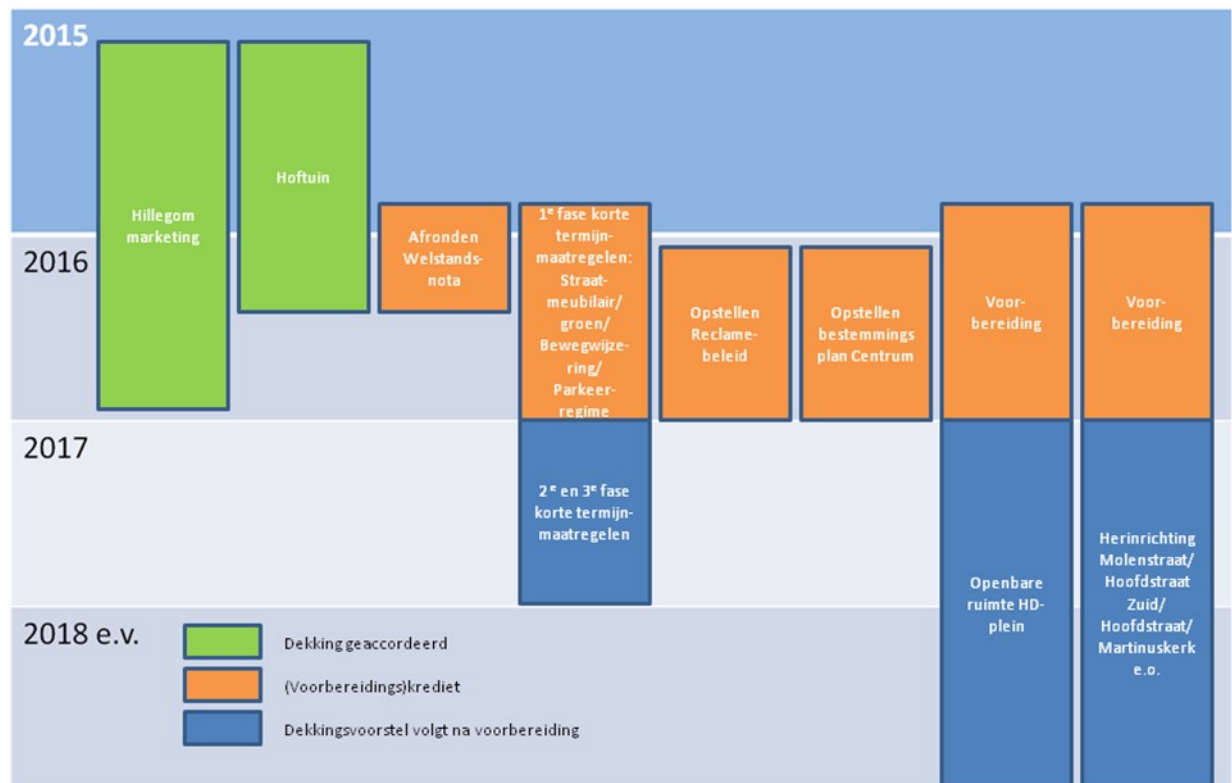 2015
Hillegom
marketing
Hoftuin
2016
Afronden
Welstands-
nota
1e fase korte
termijn-
maatregelen:
Straat-
meubilair/
groen/
Bewegwijze-
ring/
Parkeer-
regime
Opstellen
Reclame-
beleid
Opstellen
bestemmings
plan Centrum
Voor-
bereiding
Voor-
bereiding
2017
2e en 3e fase
korte termijn-
maatregelen
Openbare
ruimte HD-
plein
Herinrichting
Molenstraat/
Hoofdstraat
Zuid/
Hoofdstraat/
Martinuskerk
e.o.
2018 e.v.
Dekking geaccordeerd
(Voorbereidings)krediet
Dekkingsvoorstel volgt na voorbereiding